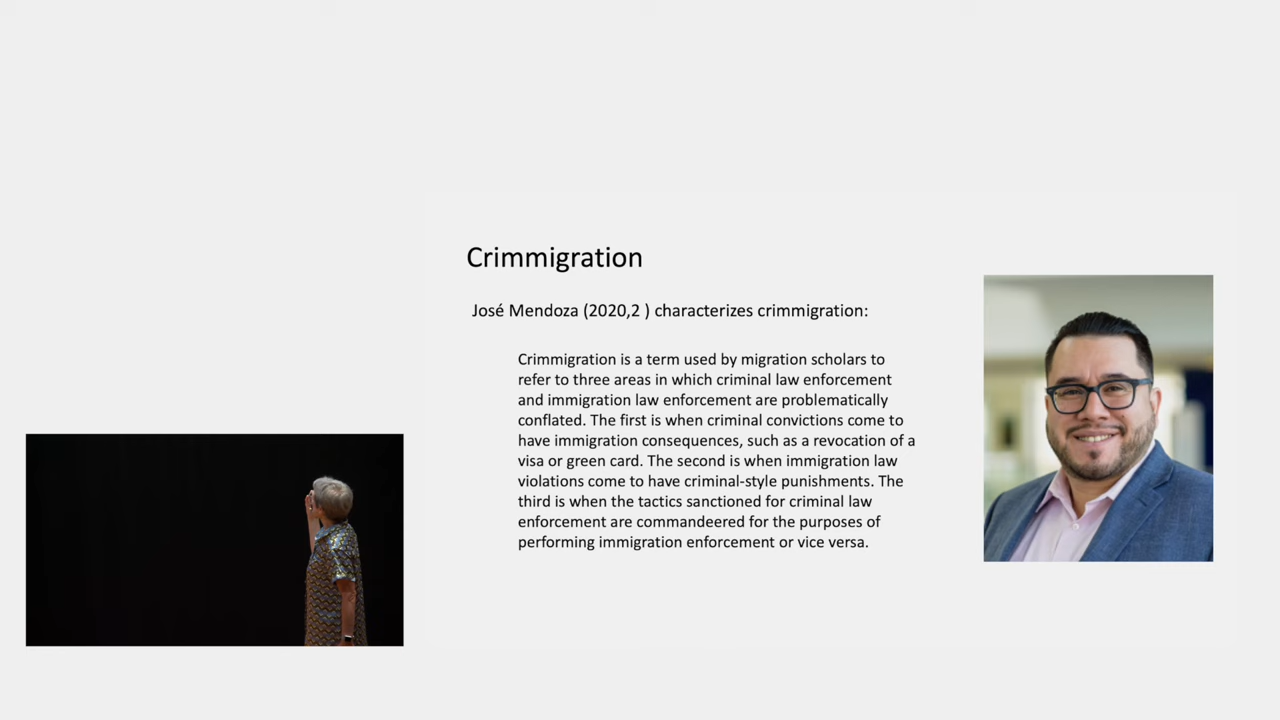 Crimmigration
José Mendoza (2020,2 ) characterizes crimmigration:
Crimmigration is a term used by migration scholars to
refer to three areas in which criminal law enforcement
and immigration law enforcement are problematically
conflated. The first is when criminal convictions come to
have immigration consequences, such as a revocation of a
visa or green card. The second is when immigration law
violations come to have criminal-style punishments. The
third is when the tactics sanctioned for criminal law
enforcement are commandeered for the purposes of
performing immigration enforcement or vice versa.